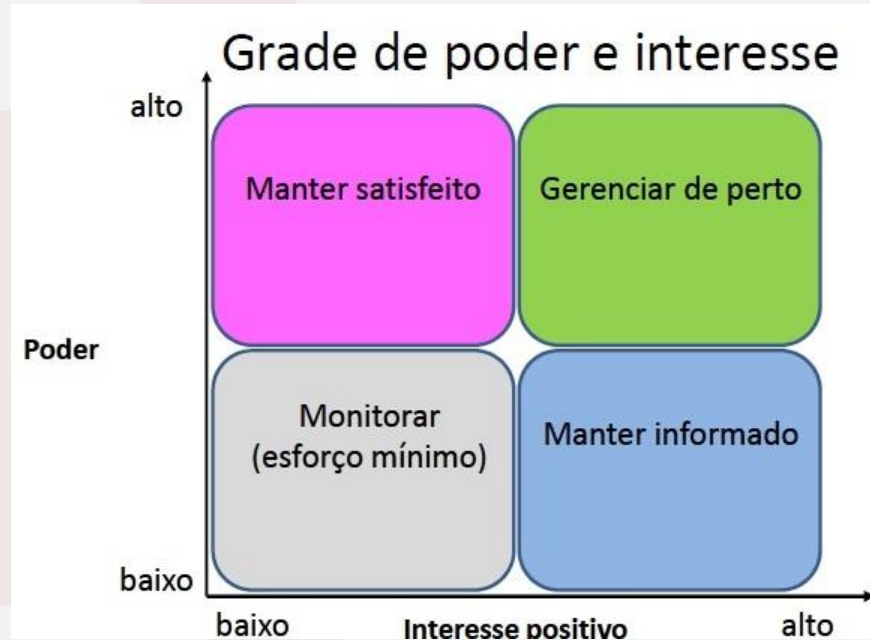 Grade de poder e interesse
alto
Manter satisfeito
Gerenciar de perto
Poder
Monitorar
(esforço mínimo)
Manter informado
baixo
baixo
Interesse positivo
alto